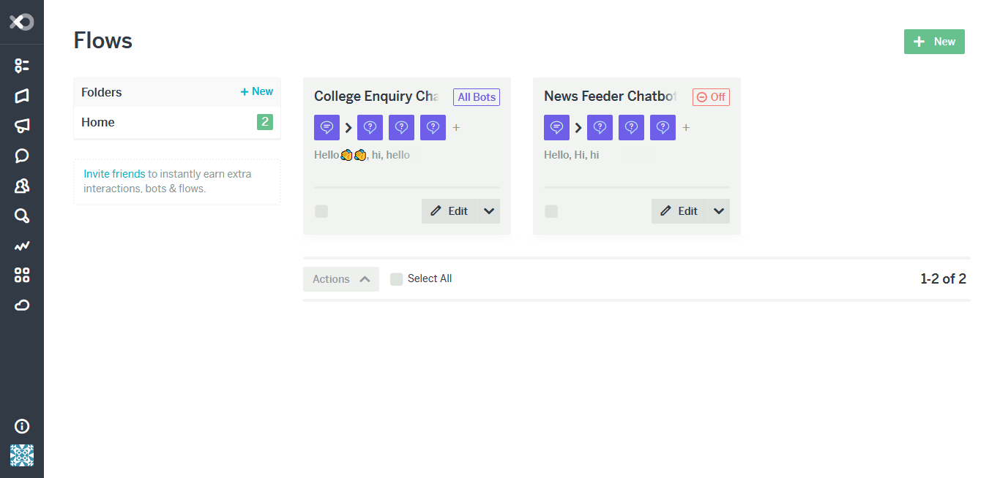 Flows
+ New
Folders
+ New
Home
2
Invite friends to instantly earn extra
interactions, bots & flows.
College Enquiry Cha
All Bots
+
Hello👏👏, hi, hello
Edit
News Feeder Chatbot
Off
+
Hello, Hi, hi
Edit
Actions
Select All
1-2 of 2